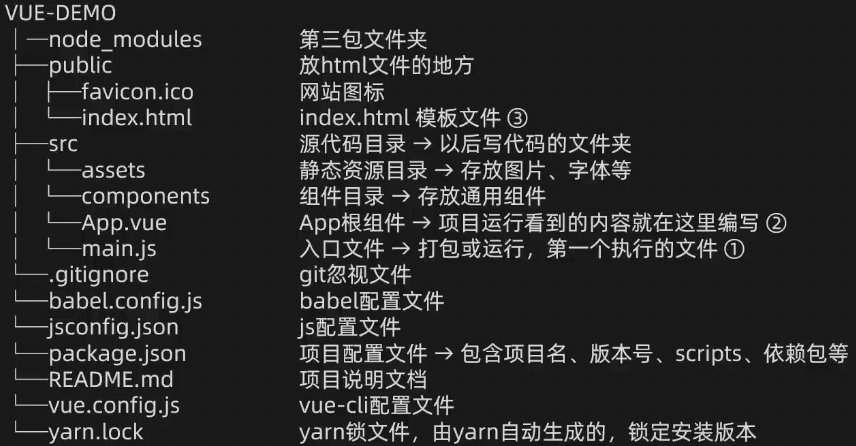 VUE-DEMO
│─node_modules 第三包文件夹
├──public 放html文件的地方
│ ├──favicon.ico 网站图标
│ └──index.html index.html 模板文件 ③
├──src 源代码目录 → 以后写代码的文件夹
│ └──assets 静态资源目录 → 存放图片、字体等
│ └──components 组件目录 → 存放通用组件
│ └──App.vue App根组件 → 项目运行看到的内容就在这里编写 ②
│ └──main.js 入口文件 → 打包或运行，第一个执行的文件 ①
└──.gitignore git忽视文件
└──babel.config.js babel配置文件
└──jsconfig.json js配置文件
└──package.json 项目配置文件 → 包含项目名、版本号、scripts、依赖包等
└──README.md 项目说明文档
└──vue.config.js vue-cli配置文件
└──yarn.lock yarn锁文件，由yarn自动生成的，锁定安装版本